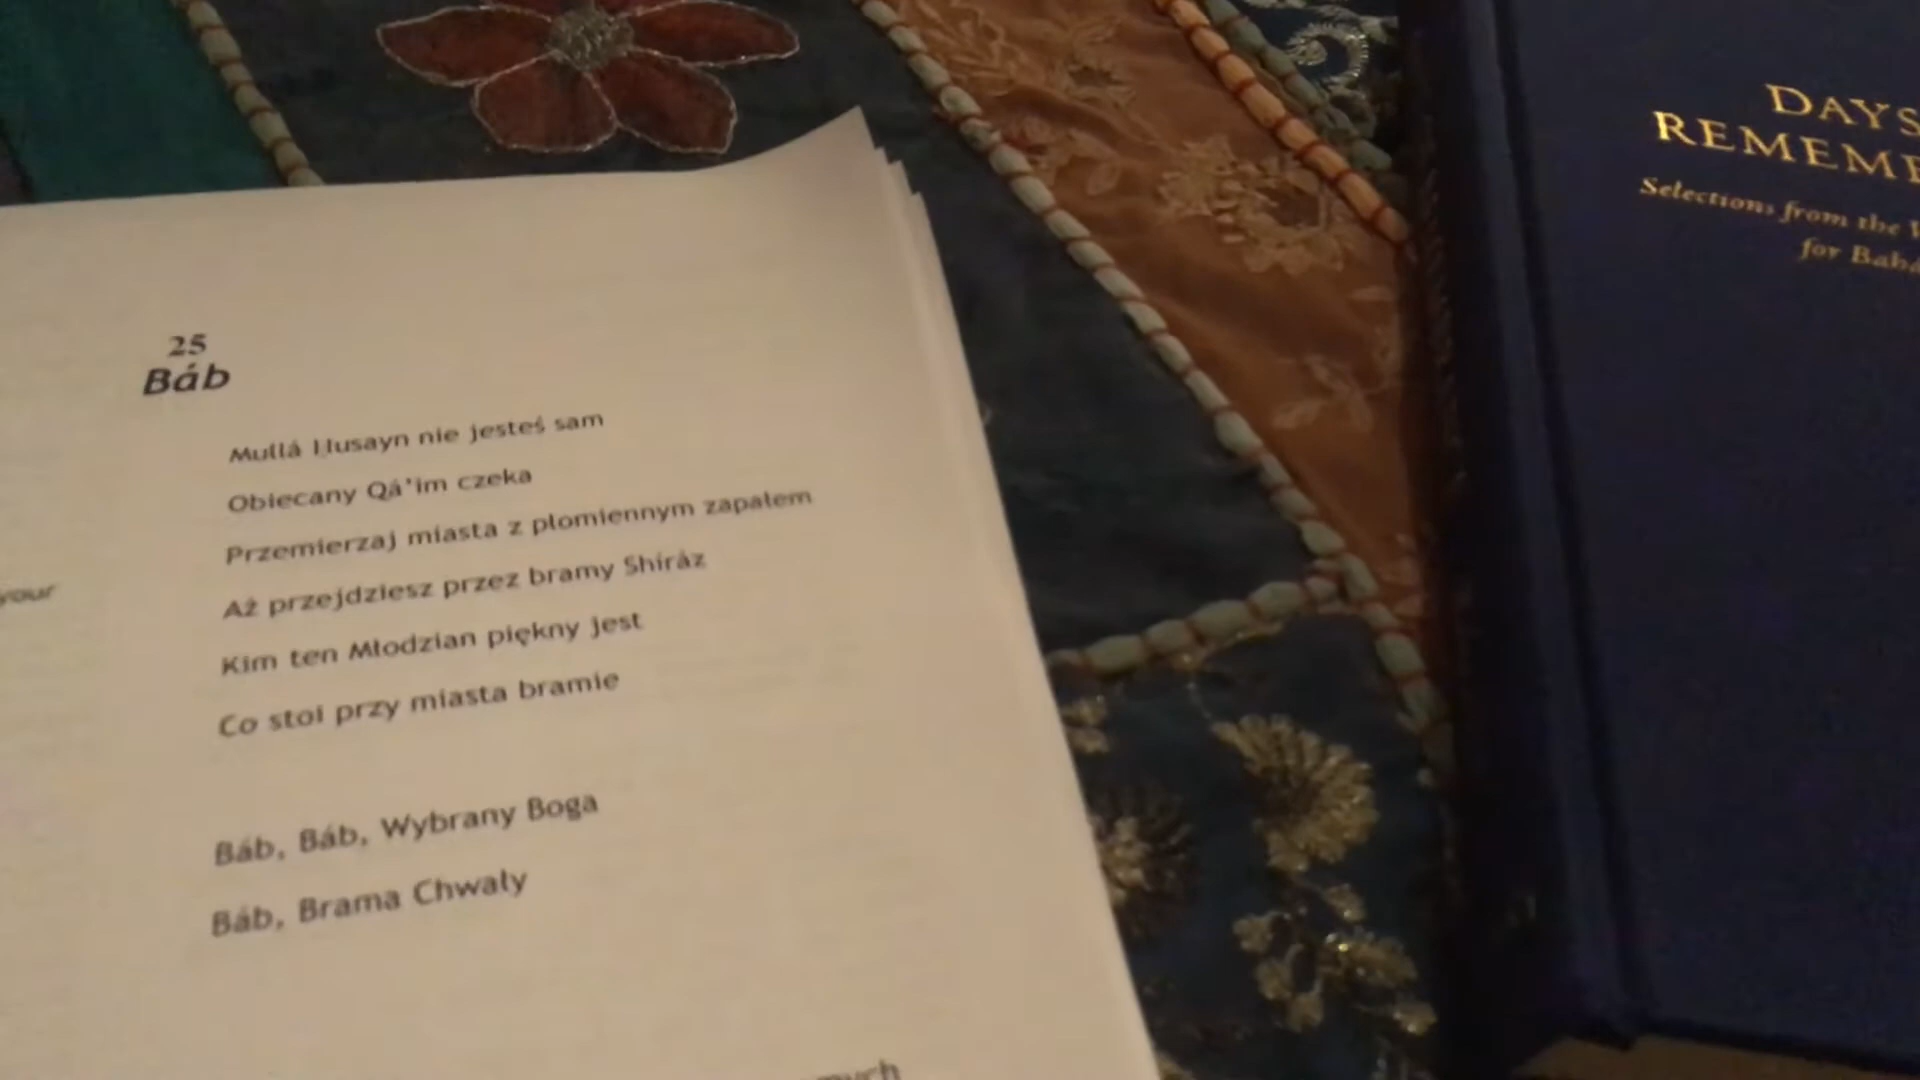 your
25
Báb
Mullá Ḥusayn nie jesteś sam
Obiecany Qá'im czeka
Przemierzaj miasta z płomiennym zapałem
Aż przejdziesz przez bramy Shíráz
Kim ten Młodzian piękny jest
Co stoi przy miasta bramie
Báb, Báb, Wybrany Boga
Báb, Brama Chwały
DAYS
REMEMB
Selections from the W
for Bahá